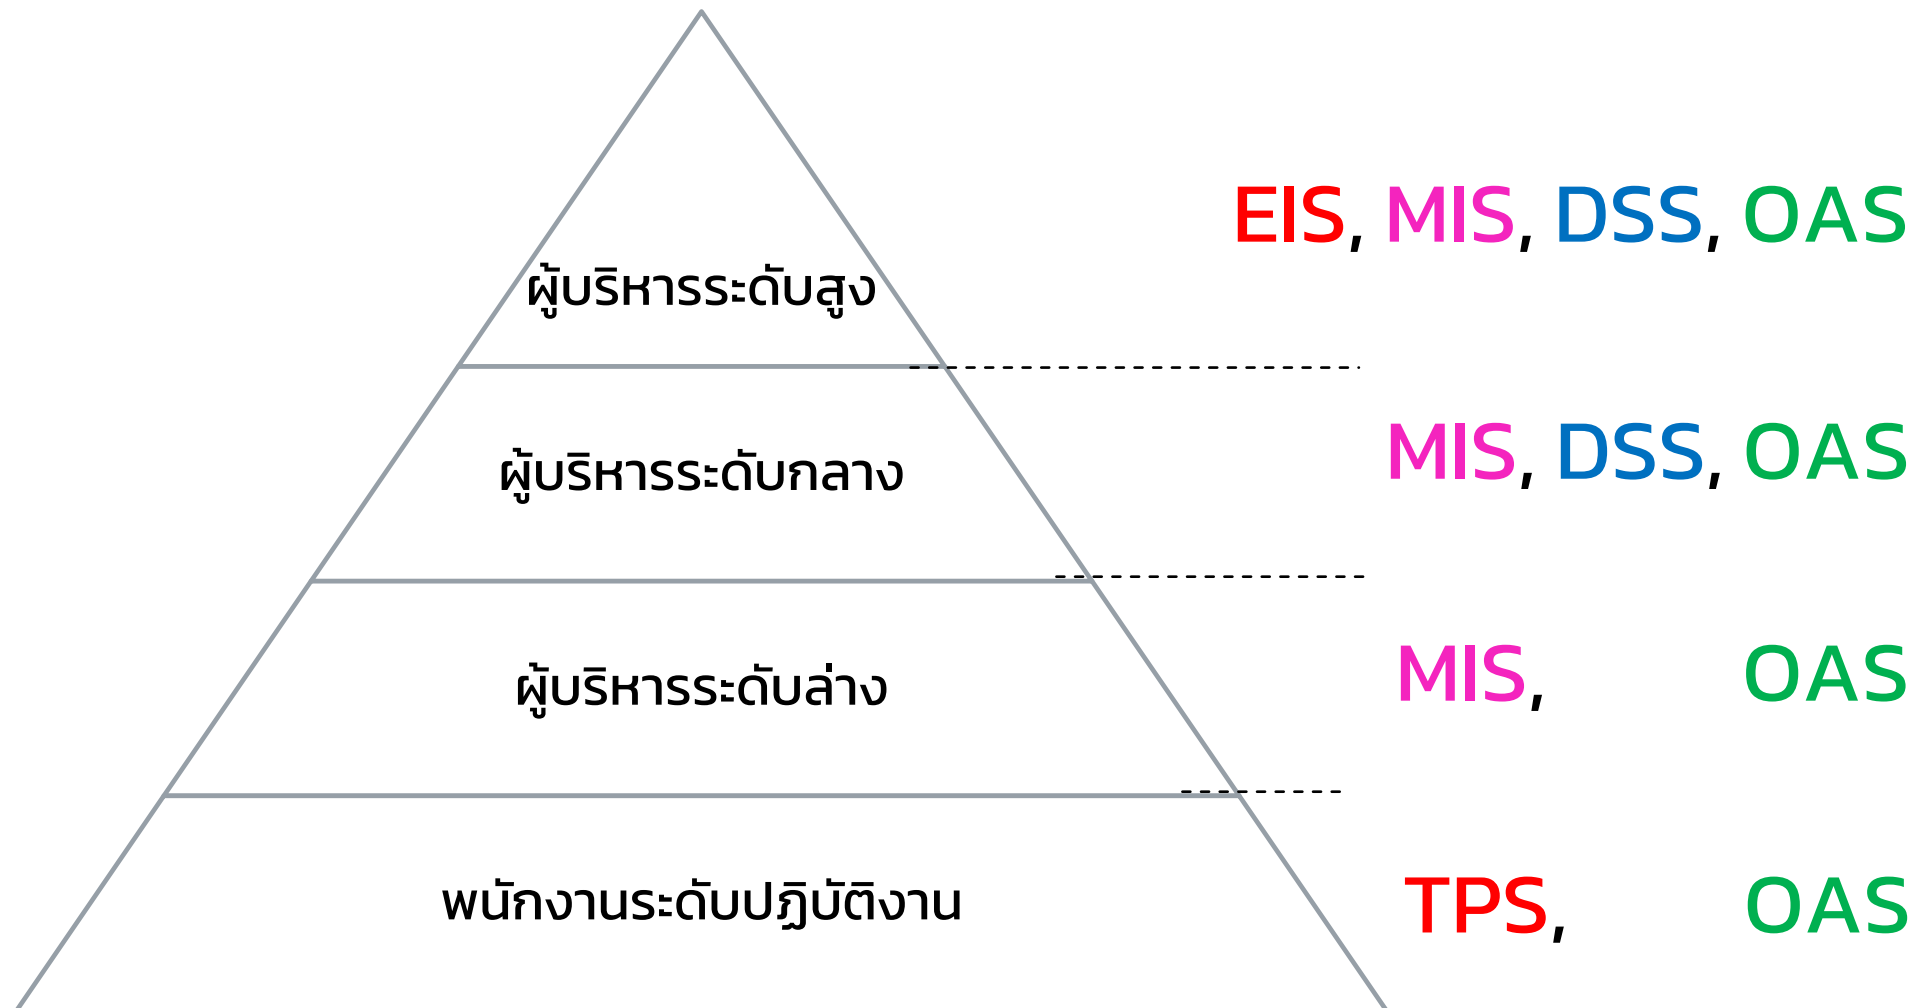 EIS, MIS, DSS, OAS
ผู้บริหารระดับสูง
MIS, DSS, OAS
ผู้บริหารระดับกลาง
MIS, OAS
ผู้บริหารระดับล่าง
TPS, OAS
พนักงานระดับปฏิบัติงาน